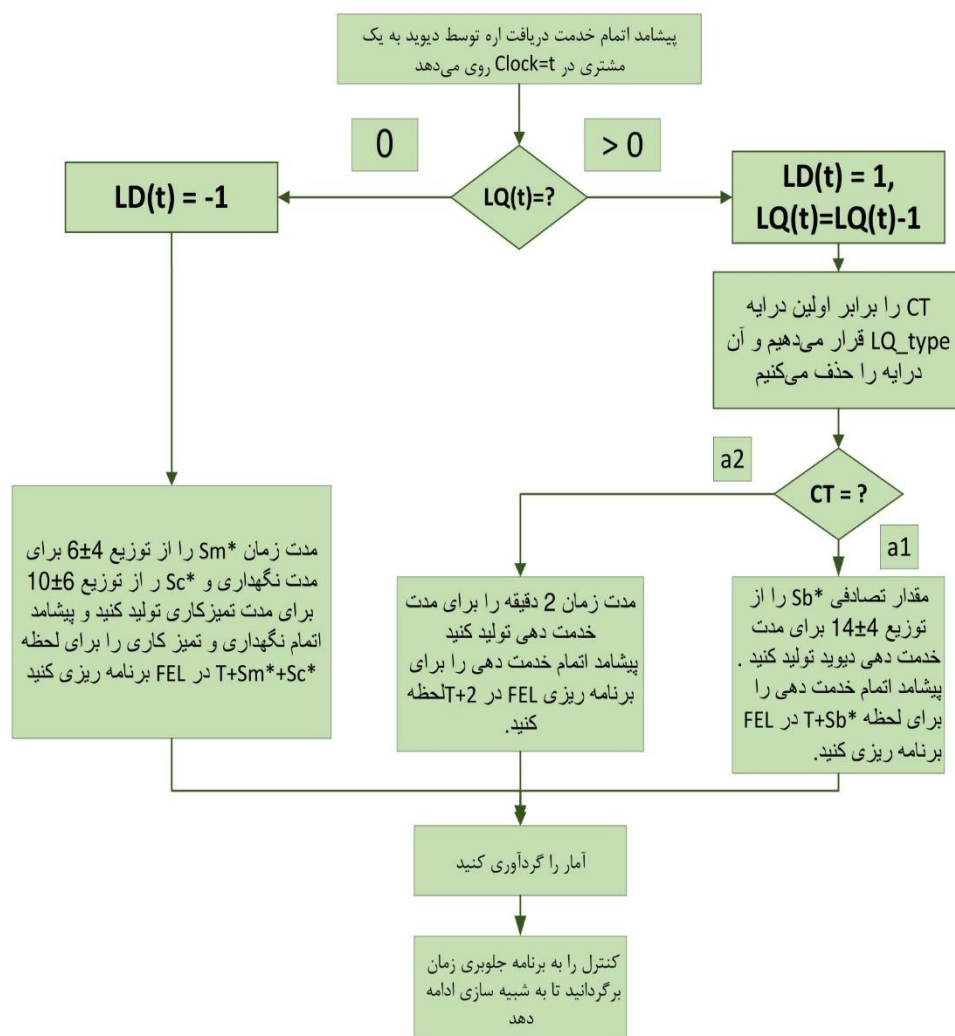 پیشامد اتمام خدمت دریافت اره توسط دیوید به یک
مشتری در Clock=t روی می‌دهد
0
> 0
LQ(t)=?
LD(t) = -1
LD(t) = 1,
LQ(t)=LQ(t)-1
CT را برابر اولین درایه
LQ_type قرار می‌دهیم و آن
درایه را حذف می‌کنیم
a2
CT = ?
a1
مدت زمان Sm* را از توزیع 4±6 برای
مدت نگهداری و Sc* ر از توزیع 6±10
برای مدت تمیزکاری تولید کنید و پیشامد
اتمام نگهداری و تمیز کاری را برای لحظه
T+Sm*+Sc* در FEL برنامه ریزی کنید
مدت زمان 2 دقیقه را برای مدت
خدمت دهی تولید کنید
پیشامد اتمام خدمت دهی را برای
لحظه T+2 در FEL برنامه ریزی
کنید.
مقدار تصادفی Sb* را از
توزیع 4±14 برای مدت
خدمت دهی دیوید تولید کنید .
پیشامد اتمام خدمت دهی را
برای لحظه T+Sb* در FEL
برنامه ریزی کنید.
آمار را گردآوری کنید
کنترل را به برنامه جلوبری زمان
برگردانید تا به شبیه سازی ادامه
دهد